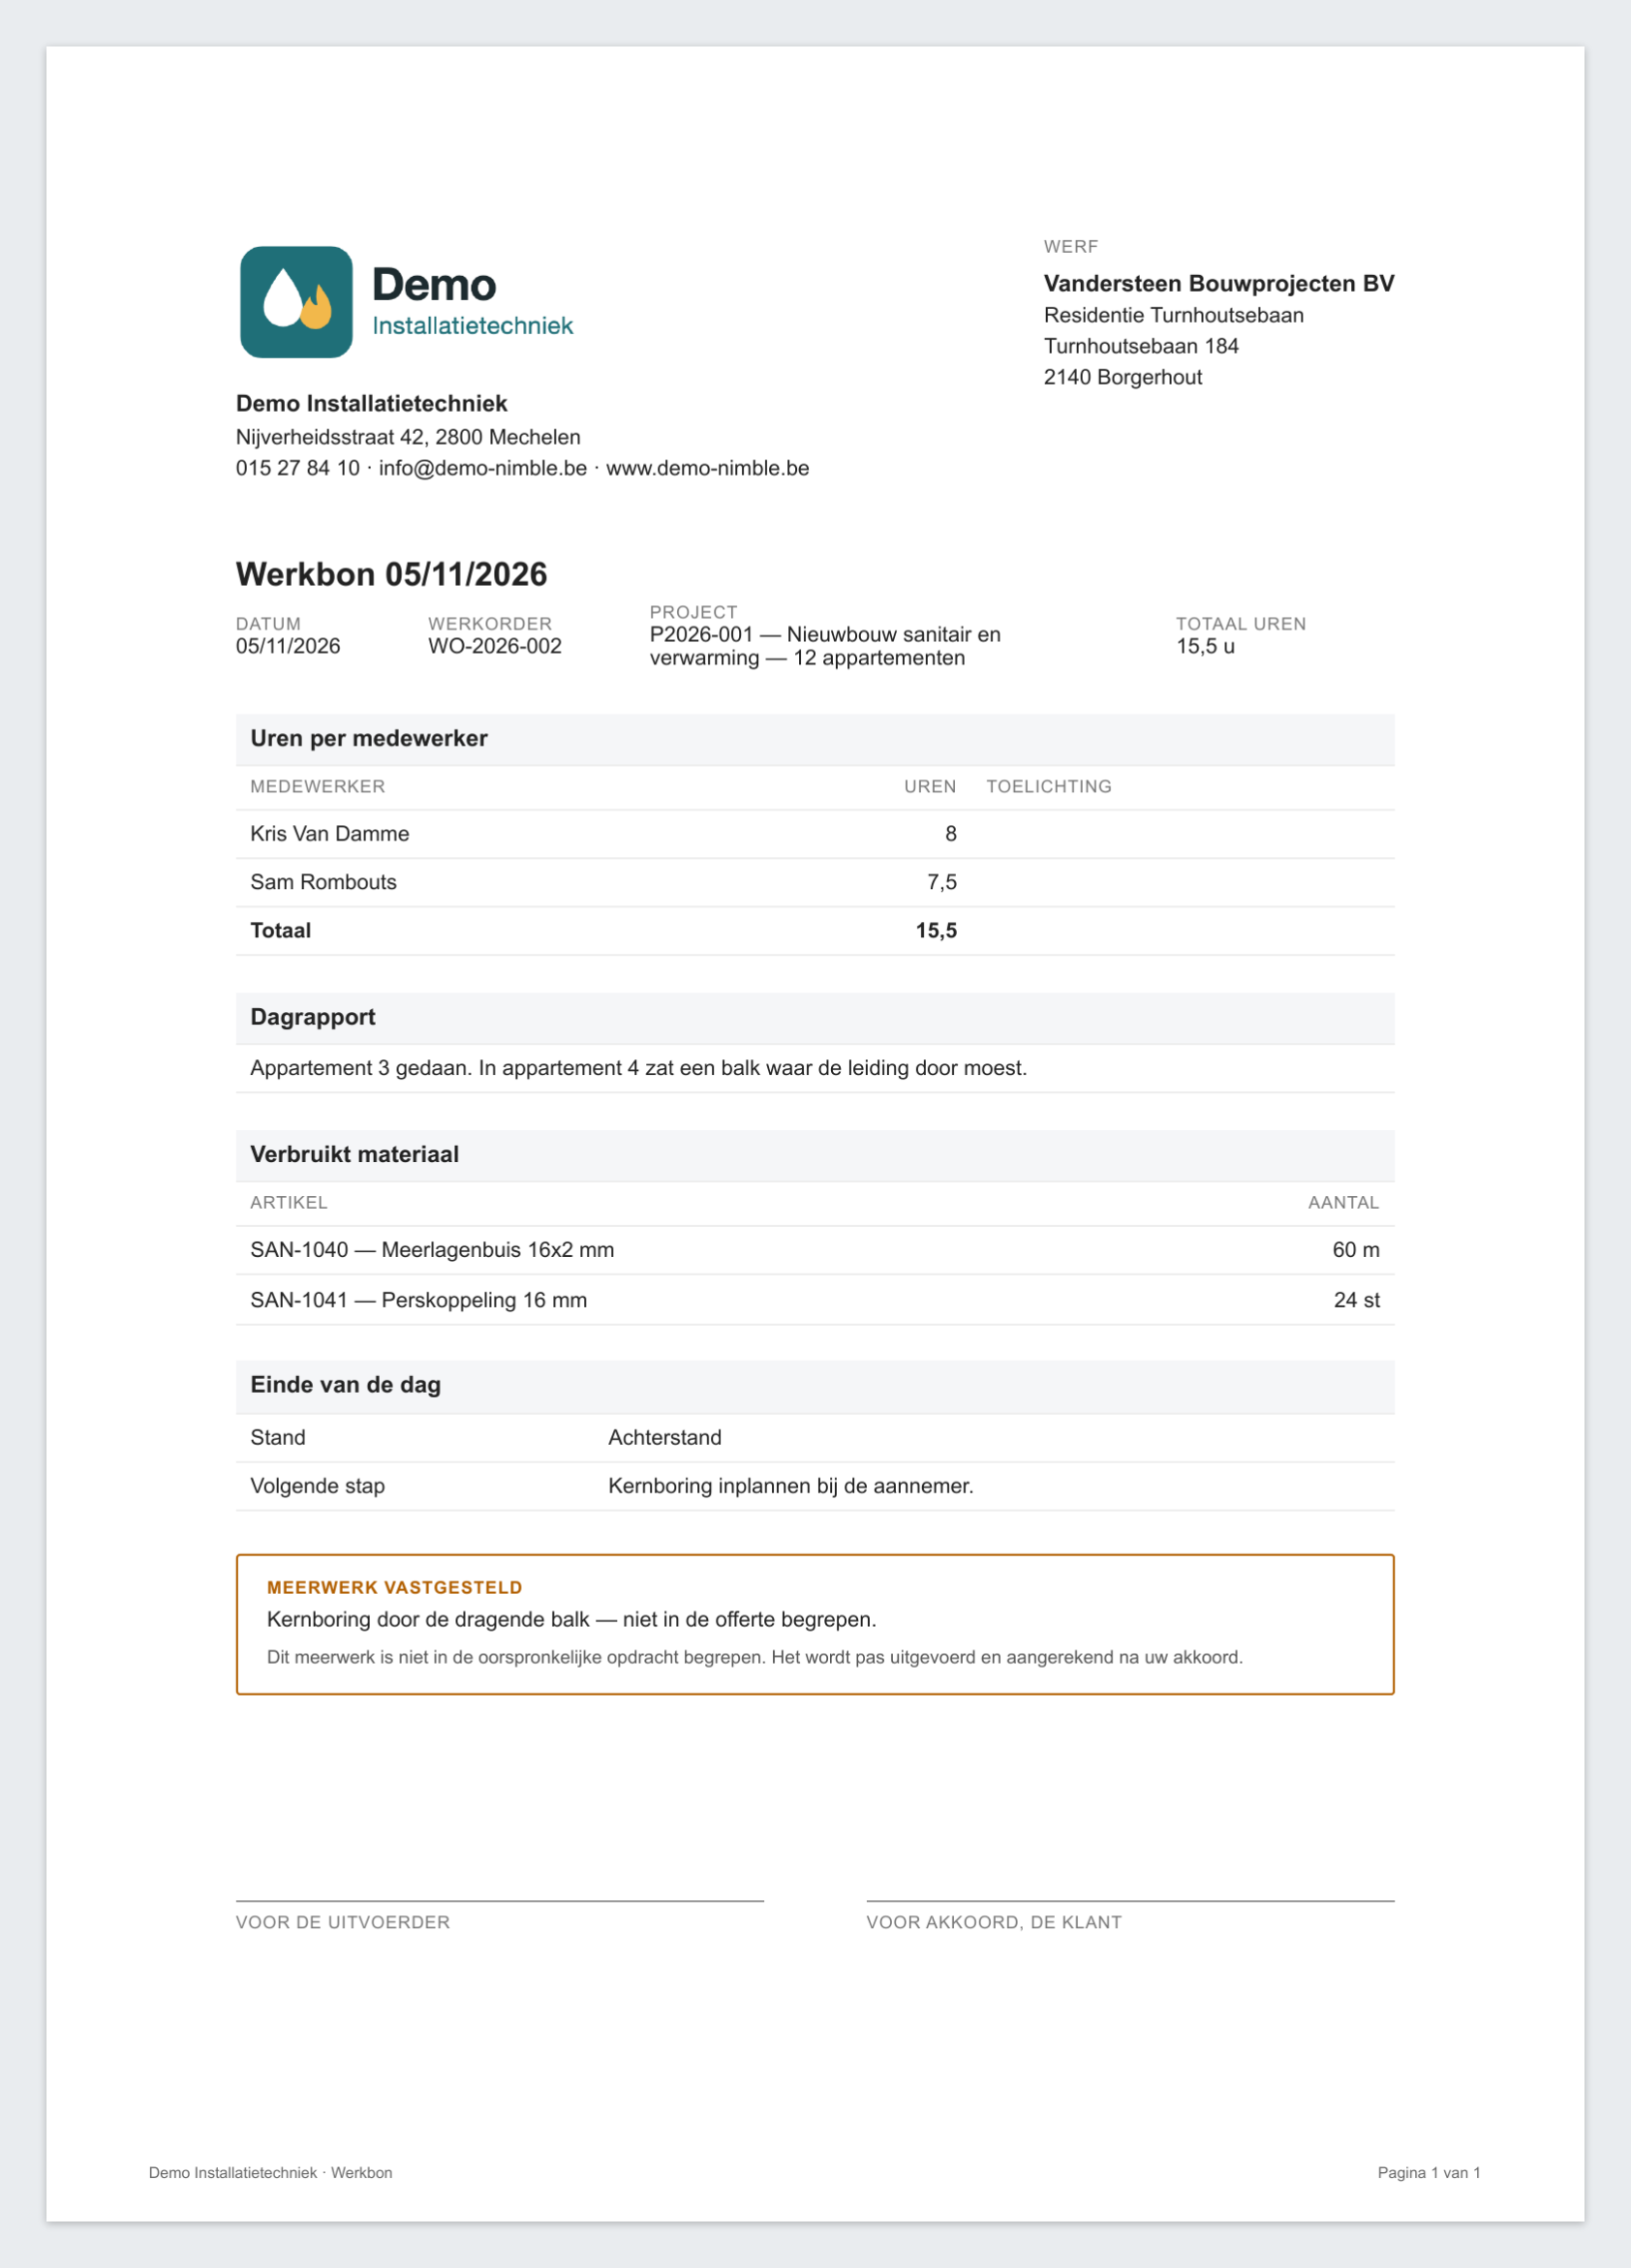 Demo
Installatietechniek
Demo Installatietechniek
Nijverheidsstraat 42, 2800 Mechelen
015 27 84 10 · info@demo-nimble.be · www.demo-nimble.be
WERF
Vandersteen Bouwprojecten BV
Residentie Turnhoutsebaan
Turnhoutsebaan 184
2140 Borgerhout
Werkbon 05/11/2026
DATUM
05/11/2026
WERKORDER
WO-2026-002
PROJECT
P2026-001 — Nieuwbouw sanitair en
verwarming — 12 appartementen
TOTAAL UREN
15,5 u
Uren per medewerker
MEDEWERKER UREN TOELICHTING
Kris Van Damme 8
Sam Rombouts 7,5
Totaal 15,5
Dagrapport
Appartement 3 gedaan. In appartement 4 zat een balk waar de leiding door moest.
Verbruikt materiaal
ARTIKEL AANTAL
SAN-1040 — Meerlagenbuis 16x2 mm 60 m
SAN-1041 — Perskoppeling 16 mm 24 st
Einde van de dag
Stand Achterstand
Volgende stap Kernboring inplannen bij de aannemer.
MEERWERK VASTGESTELD
Kernboring door de dragende balk — niet in de offerte begrepen.
Dit meerwerk is niet in de oorspronkelijke opdracht begrepen. Het wordt pas uitgevoerd en aangerekend na uw akkoord.
VOOR DE UITVOERDER
VOOR AKKOORD, DE KLANT
Demo Installatietechniek · Werkbon
Pagina 1 van 1